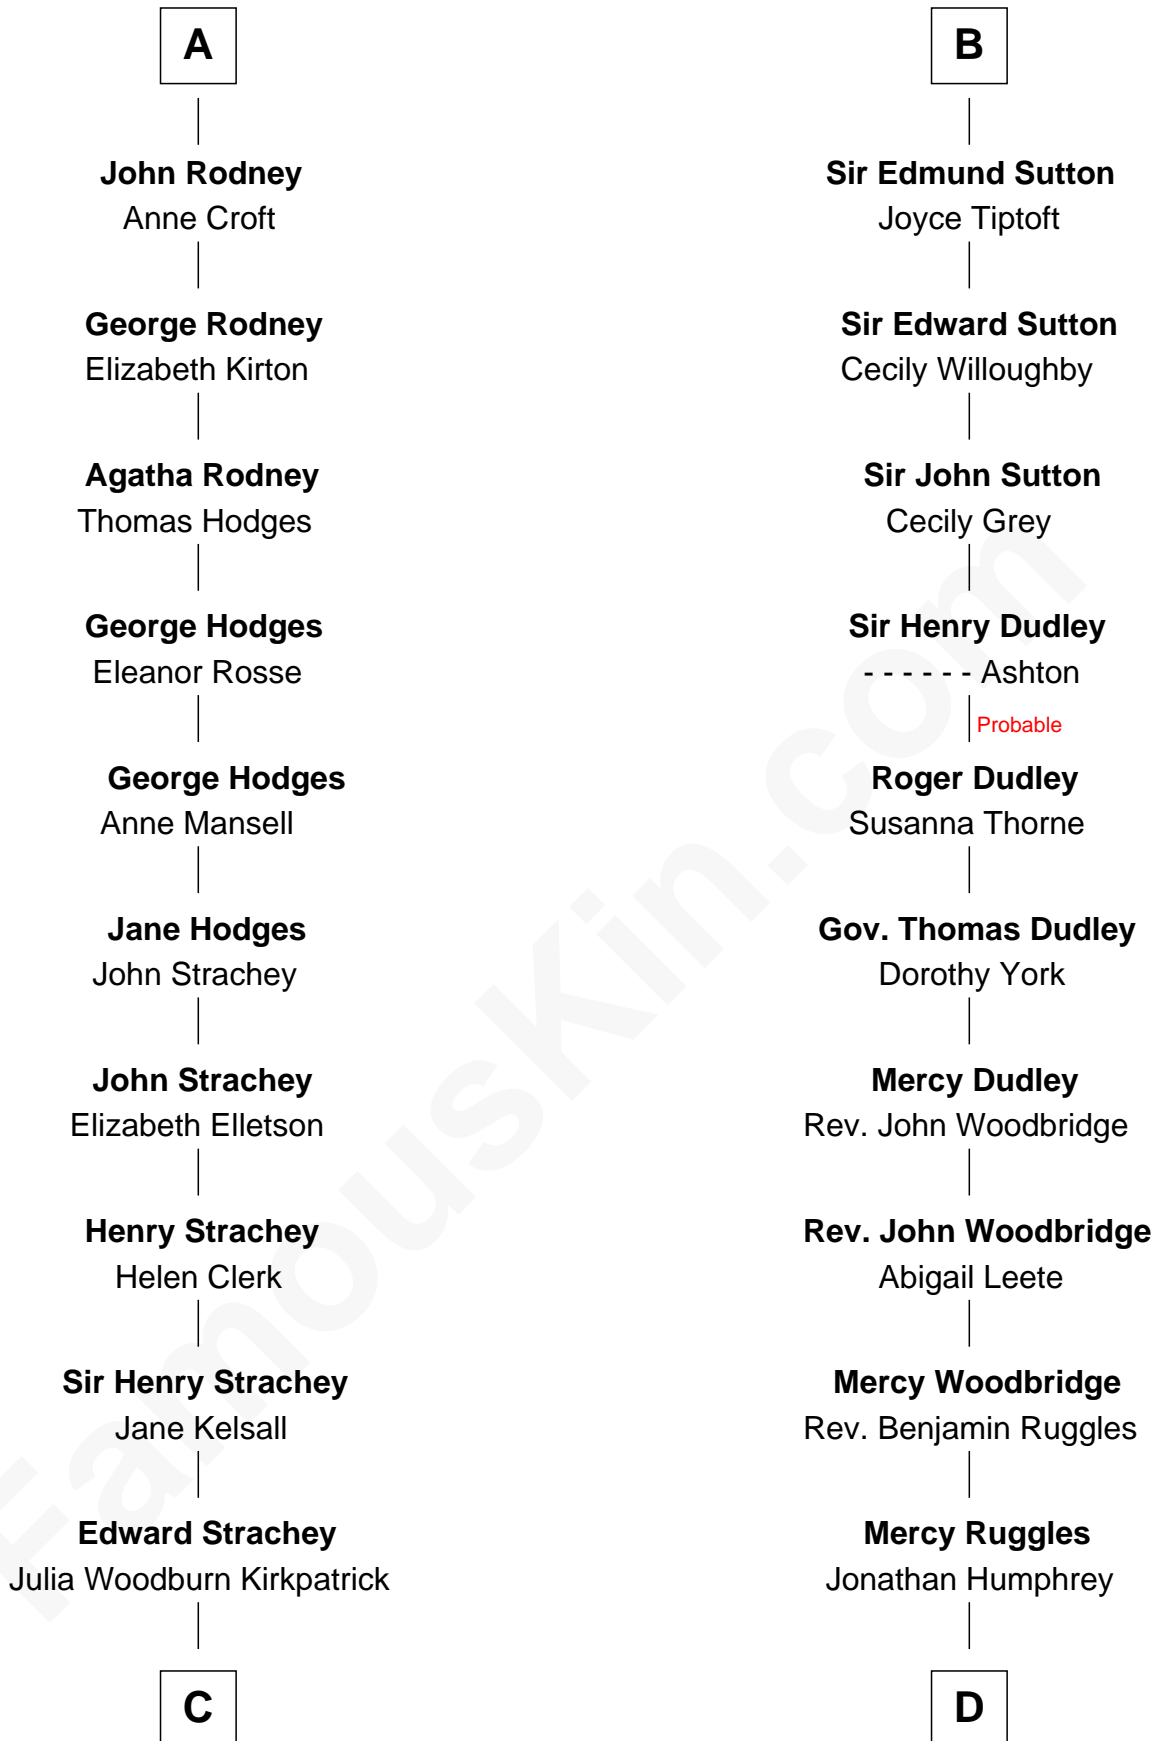 A
John Rodney
Anne Croft
George Rodney
Elizabeth Kirton
Agatha Rodney
Thomas Hodges
George Hodges
Eleanor Rosse
George Hodges
Anne Mansell
Jane Hodges
John Strachey
John Strachey
Elizabeth Elletson
Henry Strachey
Helen Clerk
Sir Henry Strachey
Jane Kelsall
Edward Strachey
Julia Woodburn Kirkpatrick
C
B
Sir Edmund Sutton
Joyce Tiptoft
Sir Edward Sutton
Cecily Willoughby
Sir John Sutton
Cecily Grey
Sir Henry Dudley
- - - - - - Ashton
Probable
Roger Dudley
Susanna Thorne
Gov. Thomas Dudley
Dorothy York
Mercy Dudley
Rev. John Woodbridge
Rev. John Woodbridge
Abigail Leete
Mercy Woodbridge
Rev. Benjamin Ruggles
Mercy Ruggles
Jonathan Humphrey
D
FamousKin.com